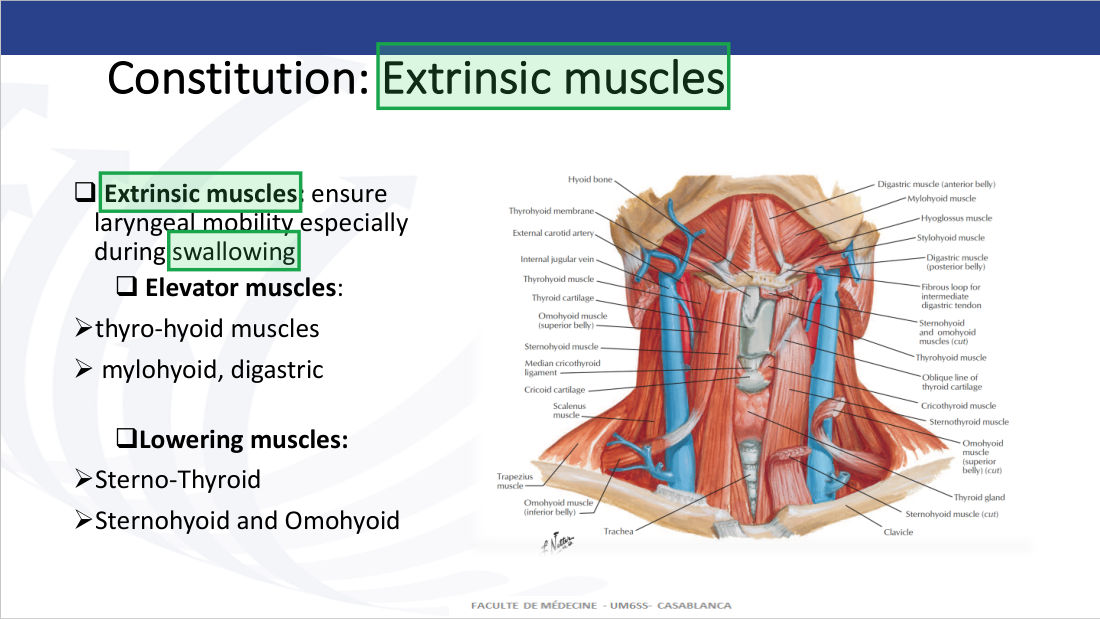 Constitution: Extrinsic muscles
❑ Extrinsic muscles: ensure
laryngeal mobility especially
during swallowing
❑ Elevator muscles:
➢thyro-hyoid muscles
➢ mylohyoid, digastric
❑Lowering muscles:
➢Sterno-Thyroid
➢Sternohyoid and Omohyoid
Hyoid bone
Thyrohyoid membrane
External carotid artery
Internal jugular vein
Thyrohyoid muscle
Thyroid cartilage
Omohyoid muscle
(superior belly)
Sternohyoid muscle
Median cricothyroid
ligament
Cricoid cartilage
Scalenus
muscle
Trapezius
muscle
Omohyoid muscle
(inferior belly)
Trachea
Digastric muscle (anterior belly)
Mylohyoid muscle
Hyoglossus muscle
Stylohyoid muscle
Digastric muscle
(posterior belly)
Fibrous loop for
intermediate
digastric tendon
Sternohyoid
and omohyoid
muscles (cut)
Thyrohyoid muscle
Oblique line of
thyroid cartilage
Cricothyroid muscle
Sternothyroid muscle
Omohyoid
muscle
(superior
belly) (cut)
Thyroid gland
Sternohyoid muscle (cut)
Clavicle
FACULTE DE MÉDECINE - UM6SS- CASABLANCA